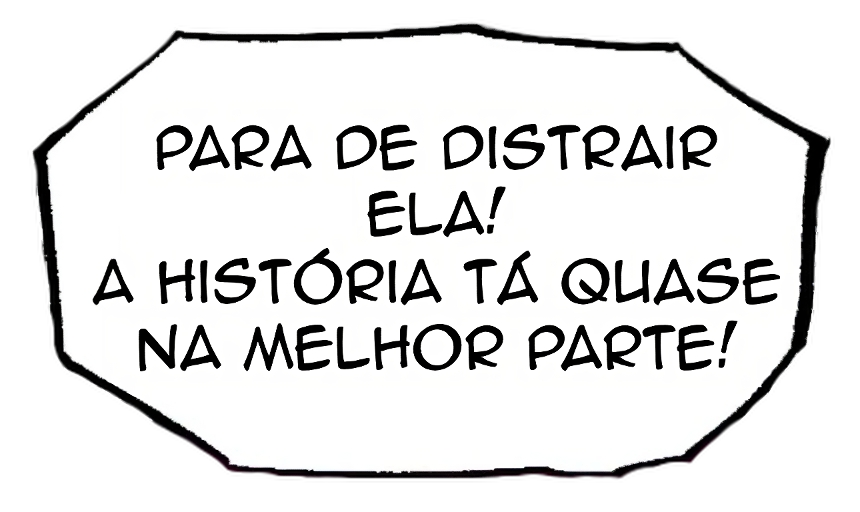 PARA DE DISTRAIR
ELA!
A HISTÓRIA TÁ QUASE
NA MELHOR PARTE!